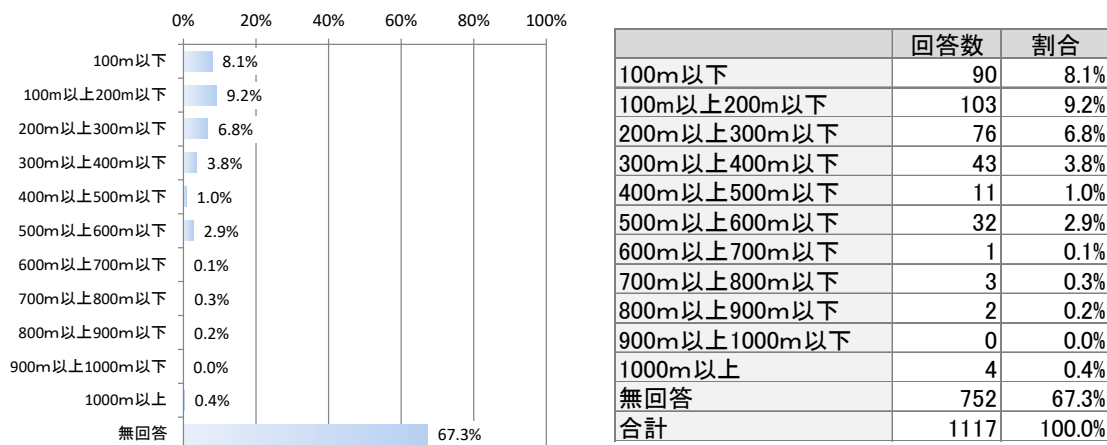 0% 20% 40% 60% 80% 100%
100m以下 8.1%
100m以上200m以下 9.2%
200m以上300m以下 6.8%
300m以上400m以下 3.8%
400m以上500m以下 1.0%
500m以上600m以下 2.9%
600m以上700m以下 0.1%
700m以上800m以下 0.3%
800m以上900m以下 0.2%
900m以上1000m以下 0.0%
1000m以上 0.4%
無回答 67.3%
回答数 割合
100m以下 90 8.1%
100m以上200m以下 103 9.2%
200m以上300m以下 76 6.8%
300m以上400m以下 43 3.8%
400m以上500m以下 11 1.0%
500m以上600m以下 32 2.9%
600m以上700m以下 1 0.1%
700m以上800m以下 3 0.3%
800m以上900m以下 2 0.2%
900m以上1000m以下 0 0.0%
1000m以上 4 0.4%
無回答 752 67.3%
合計 1117 100.0%